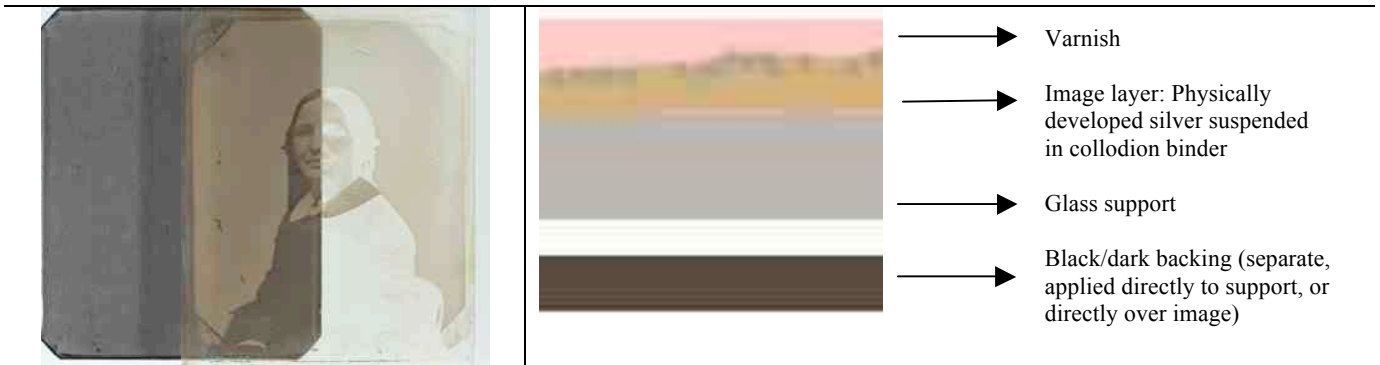 Varnish
Image layer: Physically
developed silver suspended
in collodion binder
Glass support
Black/dark backing (separate,
applied directly to support, or
directly over image)